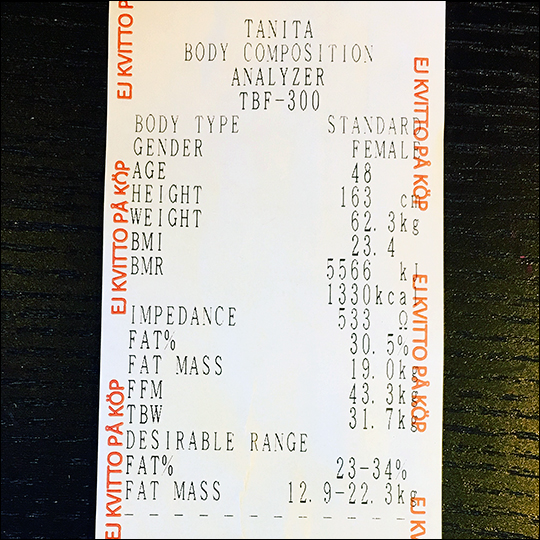 TANITA
BODY COMPOSITION
ANALYZER
TBF-300
BODY TYPE STANDARD
GENDER FEMALE
AGE 48
HEIGHT 163 cm
WEIGHT 62.3kg
BMI 23.4
BMR 5566 kJ
1330kcal
IMPEDANCE 533 Ω
FAT% 30.5%
FAT MASS 19.0kg
FFM 43.3kg
TBW 31.7kg
DESIRABLE RANGE
FAT% 23-34%
FAT MASS 12.9-22.3kg
EJ KVITTO PÅ KÖP
EJ KVITTO PÅ KÖP
EJ KVITTO PÅ KÖP
EJ KVITTO PÅ KÖP
EJ KVITTO PÅ KÖP
EJ KVITTO